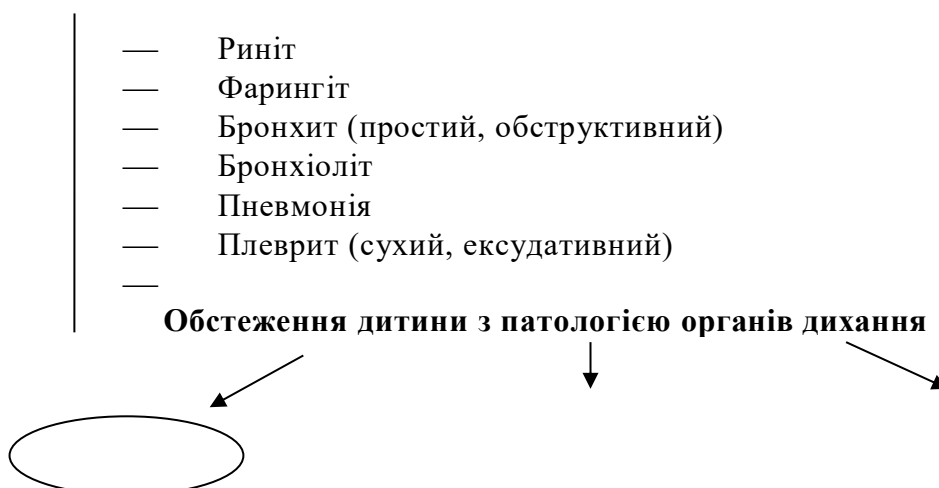 — Риніт
— Фарингіт
— Бронхит (простий, обструктивний)
— Бронхіоліт
— Пневмонія
— Плеврит (сухий, ексудативний)
—
Обстеження дитини з патологією органів дихання